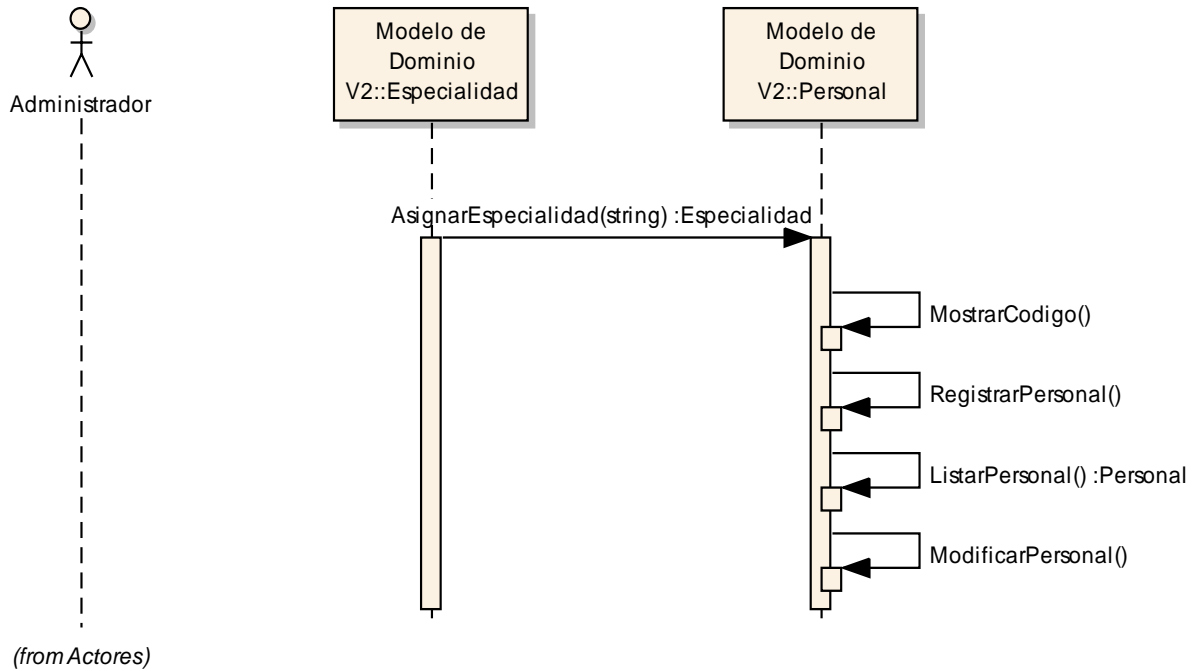 Administrador
Modelo de
Dominio
V2::Especialidad
Modelo de
Dominio
V2::Personal
AsignarEspecialidad(string) :Especialidad
MostrarCodigo()
RegistrarPersonal()
ListarPersonal() :Personal
ModificarPersonal()
(from Actores)